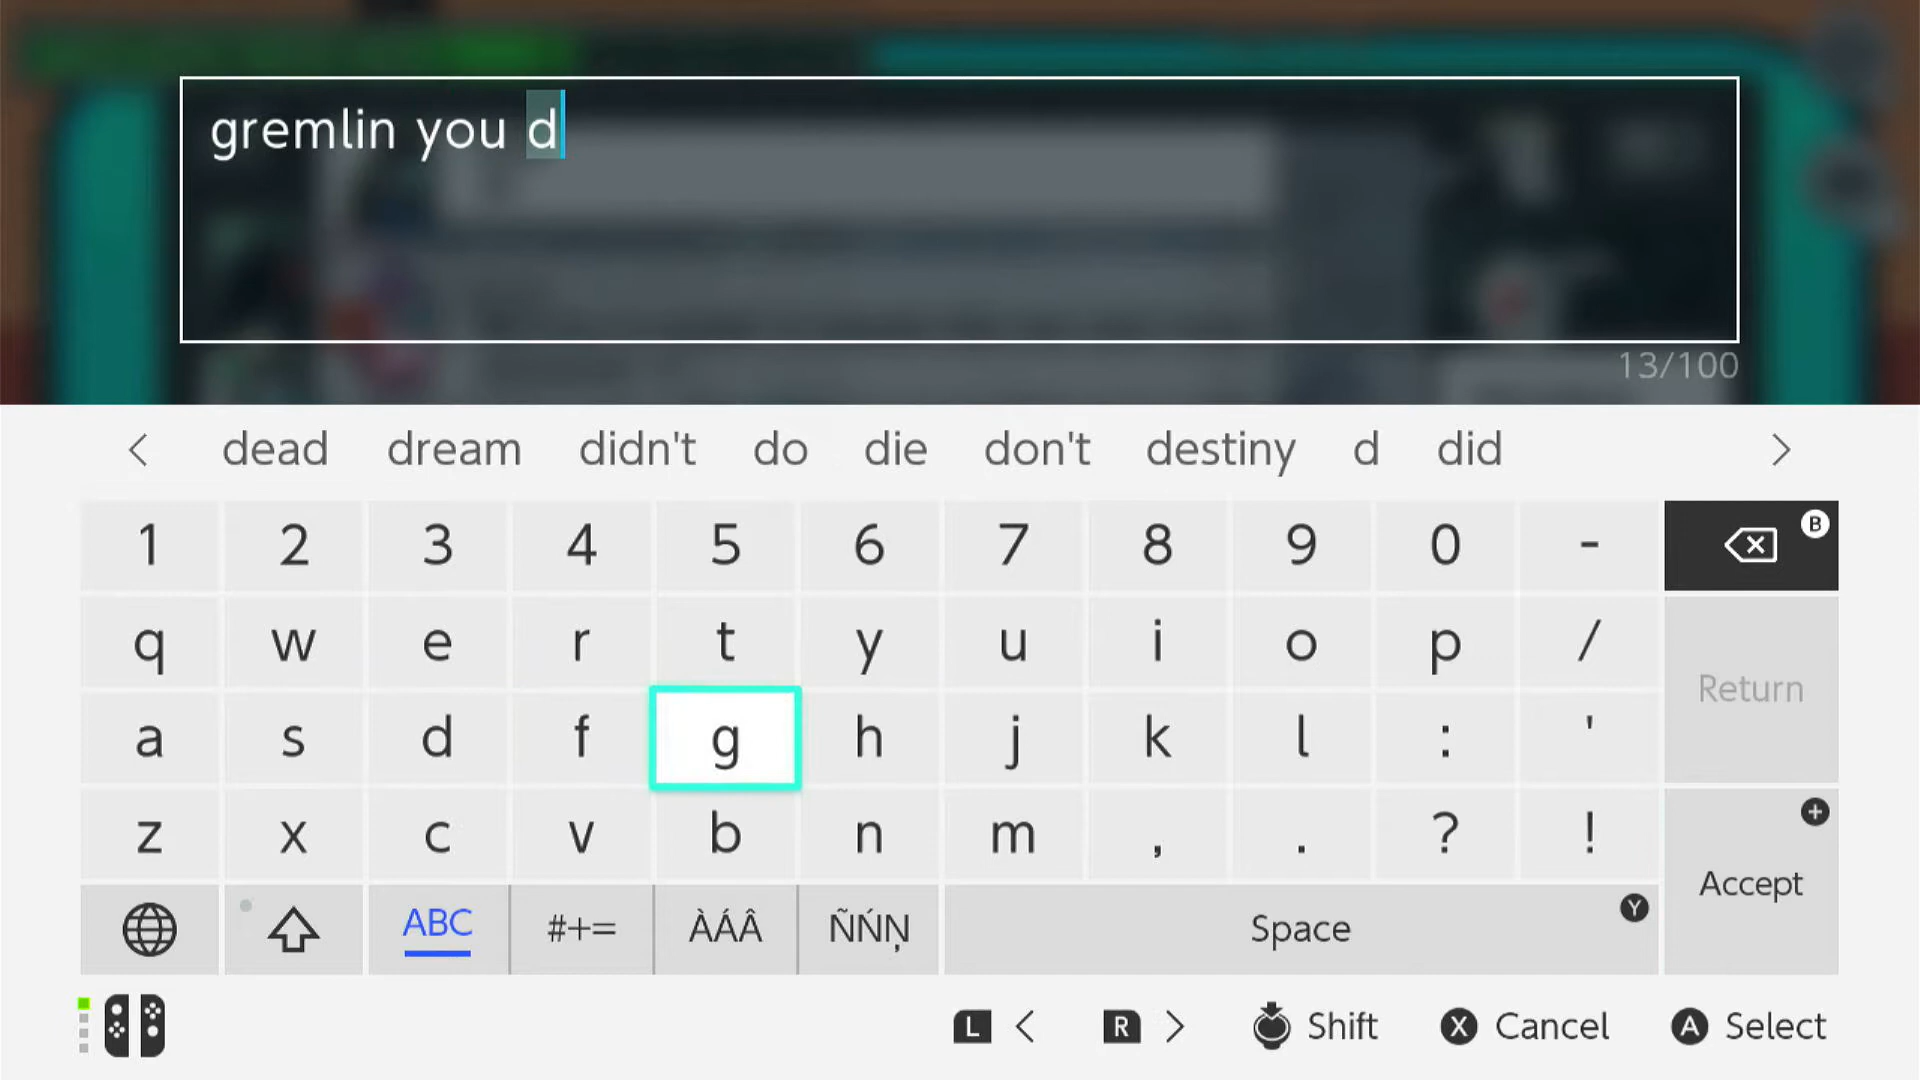 gremlin you d
13/100
< dead dream didn't do die don't destiny d did >
1 2 3 4 5 6 7 8 9 0 - B
q w e r t y u i o p /
Return
a s d f g h j k l : '
z x c v b n m , . ? ! +
Accept
ABC #+= ÀÁÂ ÑŃŅ Space Y
L < R > Shift X Cancel A Select